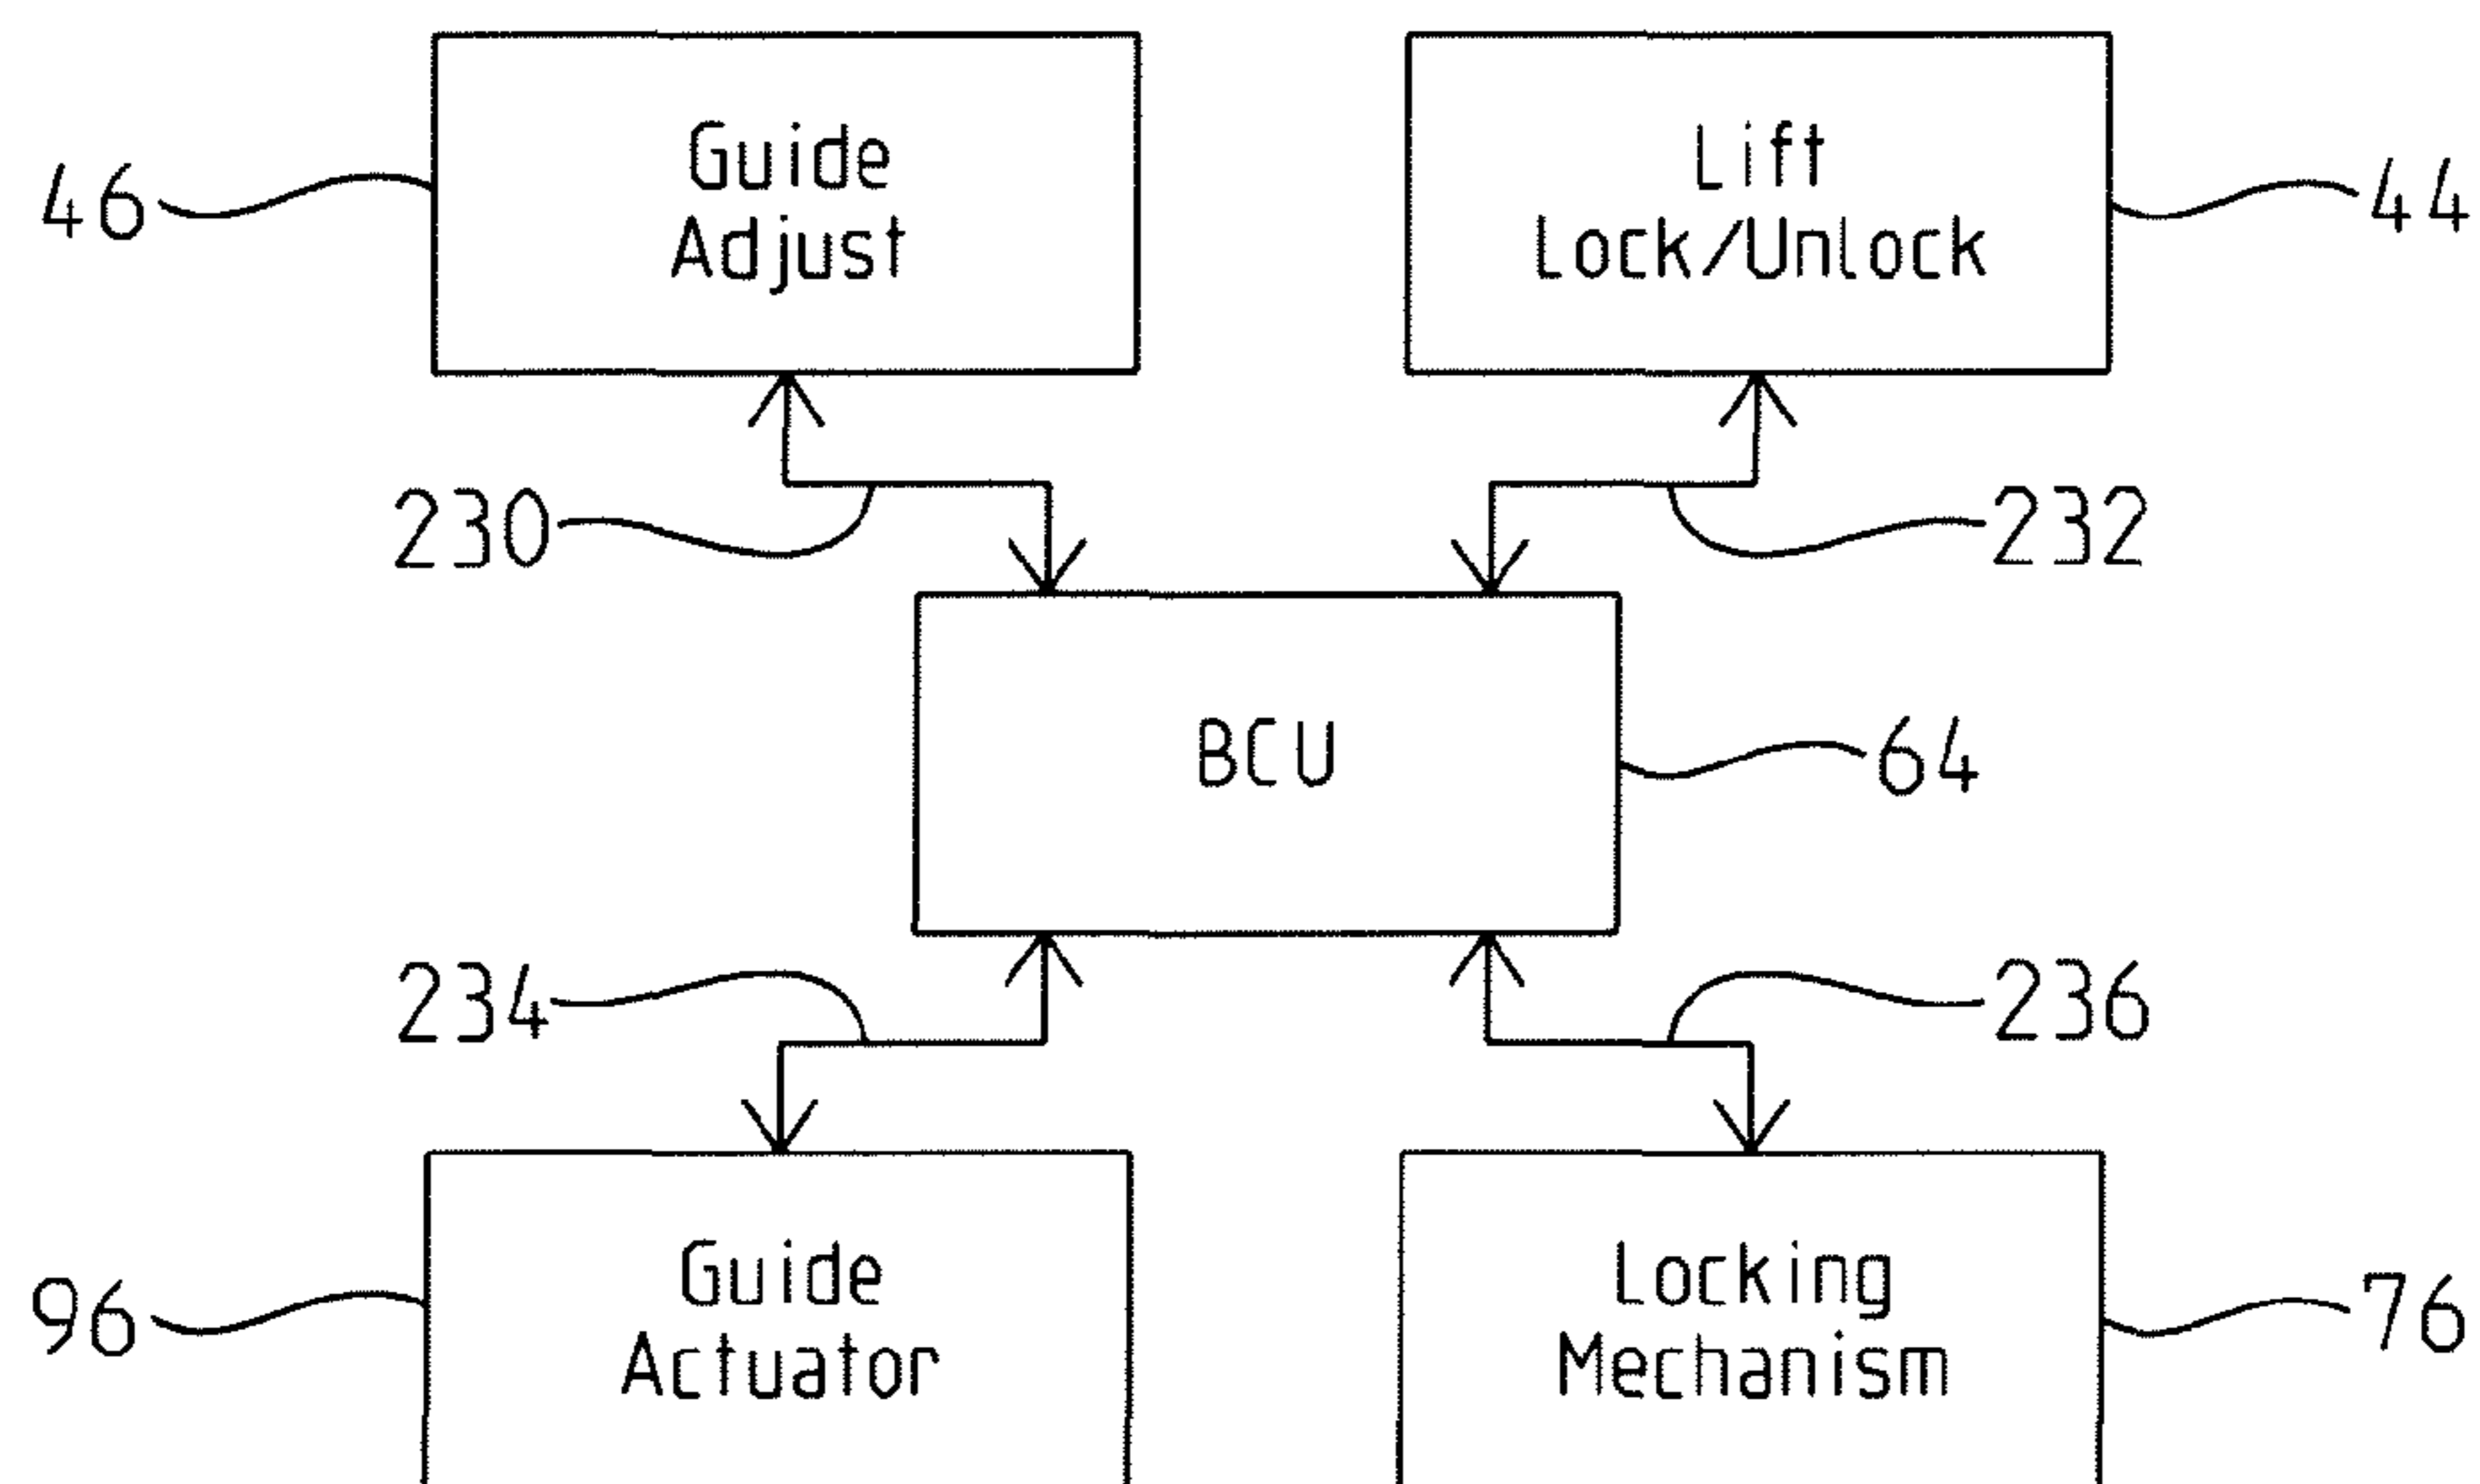 Guide
Adjust
Lift
Lock/Unlock
46
44
230
232
BCU
64
234
236
Guide
Actuator
Locking
Mechanism
96
76